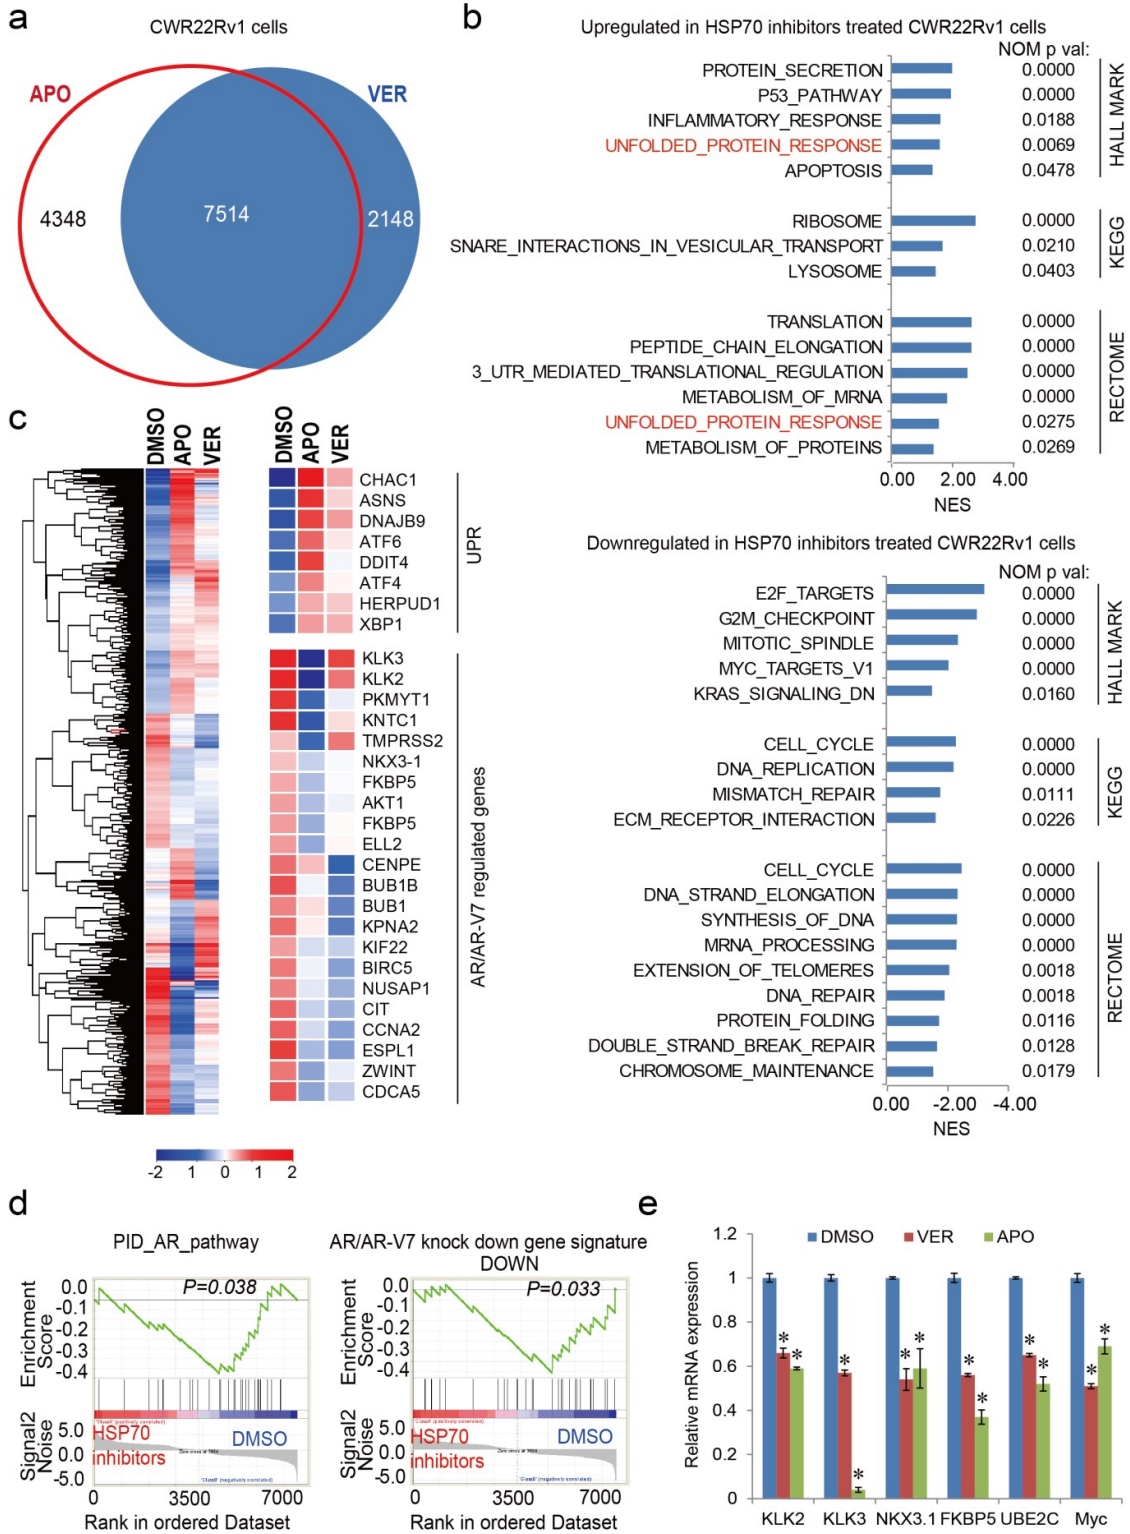 a
CWR22Rv1 cells
APO
VER
4348
7514
2148
b
Upregulated in HSP70 inhibitors treated CWR22Rv1 cells
NOM p val:
PROTEIN_SECRETION 0.0000
P53_PATHWAY 0.0000
INFLAMMATORY_RESPONSE 0.0188
UNFOLDED_PROTEIN_RESPONSE 0.0069
APOPTOSIS 0.0478
HALL MARK
RIBOSOME 0.0000
SNARE_INTERACTIONS_IN_VESICULAR_TRANSPORT 0.0210
LYSOSOME 0.0403
KEGG
TRANSLATION 0.0000
PEPTIDE_CHAIN_ELONGATION 0.0000
3_UTR_MEDIATED_TRANSLATIONAL_REGULATION 0.0000
METABOLISM_OF_MRNA 0.0000
UNFOLDED_PROTEIN_RESPONSE 0.0275
METABOLISM_OF_PROTEINS 0.0269
RECTOME
0.00 2.00 4.00
NES
Downregulated in HSP70 inhibitors treated CWR22Rv1 cells
NOM p val:
E2F_TARGETS 0.0000
G2M_CHECKPOINT 0.0000
MITOTIC_SPINDLE 0.0000
MYC_TARGETS_V1 0.0000
KRAS_SIGNALING_DN 0.0160
HALL MARK
CELL_CYCLE 0.0000
DNA_REPLICATION 0.0000
MISMATCH_REPAIR 0.0111
ECM_RECEPTOR_INTERACTION 0.0226
KEGG
CELL_CYCLE 0.0000
DNA_STRAND_ELONGATION 0.0000
SYNTHESIS_OF_DNA 0.0000
MRNA_PROCESSING 0.0000
EXTENSION_OF_TELOMERES 0.0018
DNA_REPAIR 0.0018
PROTEIN_FOLDING 0.0116
DOUBLE_STRAND_BREAK_REPAIR 0.0128
CHROMOSOME_MAINTENANCE 0.0179
RECTOME
0.00 -2.00 -4.00
NES
c
DMSO APO VER
DMSO APO VER
CHAC1
ASNS
DNAJB9
ATF6
DDIT4
ATF4
HERPUD1
XBP1
UPR
KLK3
KLK2
PKMYT1
KNTC1
TMPRSS2
NKX3-1
FKBP5
AKT1
FKBP5
ELL2
CENPE
BUB1B
BUB1
KPNA2
KIF22
BIRC5
NUSAP1
CIT
CCNA2
ESPL1
ZWINT
CDCA5
AR/AR-V7 regulated genes
-2 1 0 1 2
d
PID_AR_pathway
P=0.038
Enrichment
Score
0.0
-0.1
-0.2
-0.3
-0.4
HSP70
inhibitors
DMSO
Signal2
Noise
5.0
0.0
-5.0
0 3500 7000
Rank in ordered Dataset
AR/AR-V7 knock down gene signature
DOWN
P=0.033
Enrichment
Score
0.0
-0.1
-0.2
-0.3
-0.4
HSP70
inhibitors
DMSO
Signal2
Noise
5.0
0.0
-5.0
0 3500 7000
Rank in ordered Dataset
e
DMSO VER APO
Relative mRNA expression
1.2
1
0.8
0.6
0.4
0.2
0
* * * * * * * * * * * *
KLK2 KLK3 NKX3.1 FKBP5 UBE2C Myc